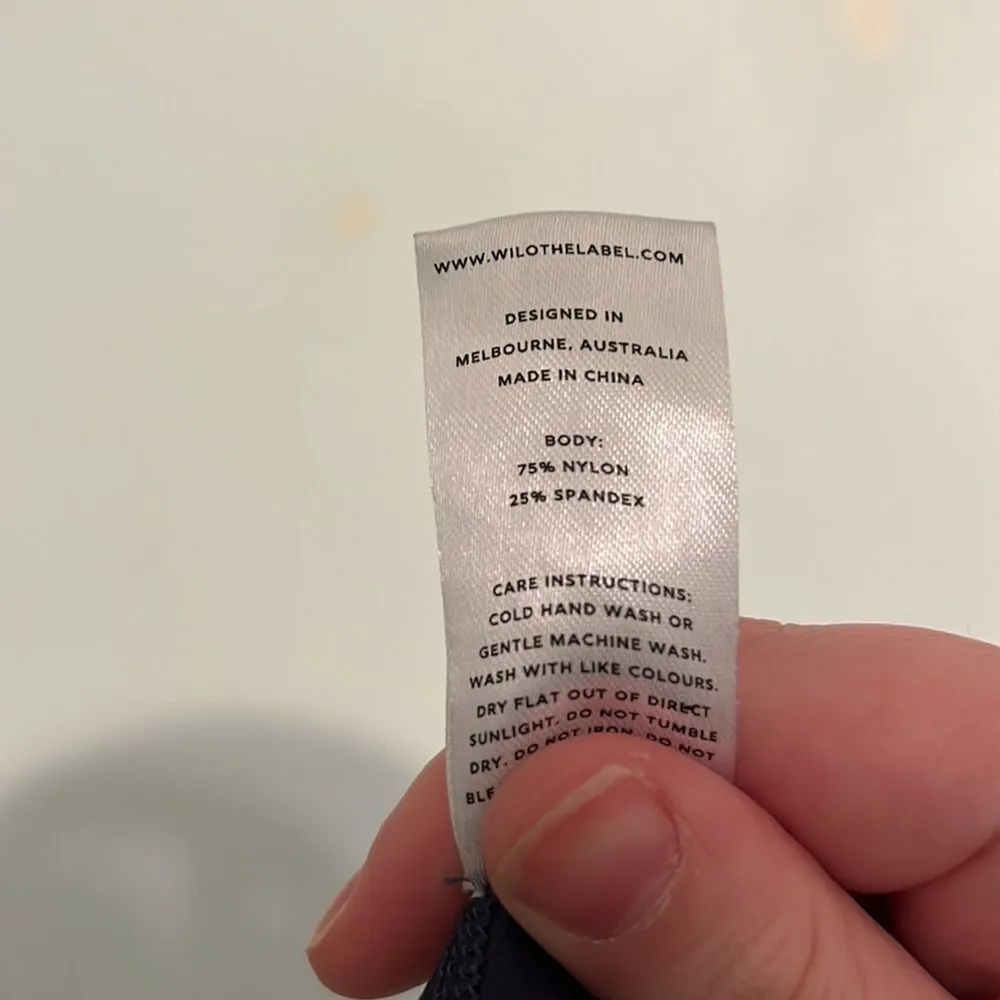 WWW.WILOTHELABEL.COM
DESIGNED IN
MELBOURNE, AUSTRALIA
MADE IN CHINA
BODY:
75% NYLON
25% SPANDEX
CARE INSTRUCTIONS:
COLD HAND WASH OR
GENTLE MACHINE WASH.
WASH WITH LIKE COLOURS.
DRY FLAT OUT OF DIRECT
SUNLIGHT. DO NOT TUMBLE
DRY. DO NOT IRON. DO NOT